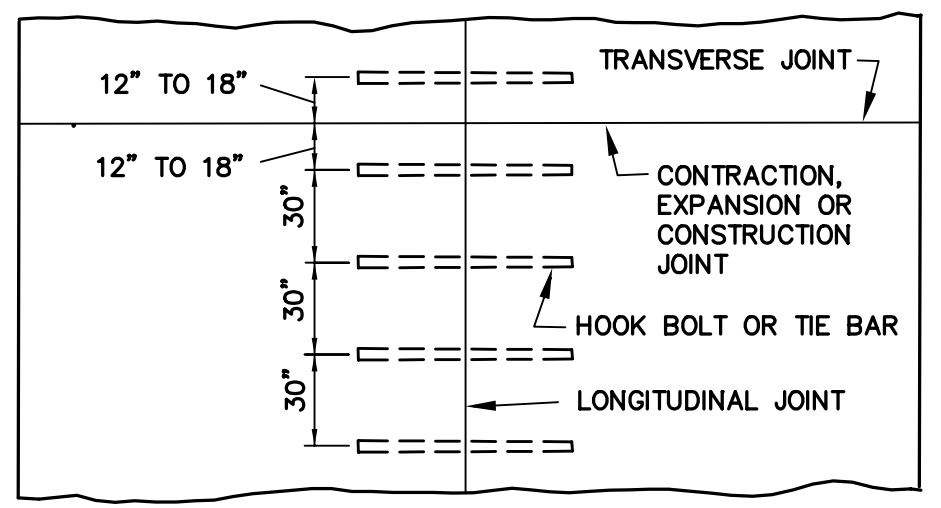 TRANSVERSE JOINT
12" TO 18"
12" TO 18"
CONTRACTION,
EXPANSION OR
CONSTRUCTION
JOINT
30"
30"
HOOK BOLT OR TIE BAR
30"
LONGITUDINAL JOINT